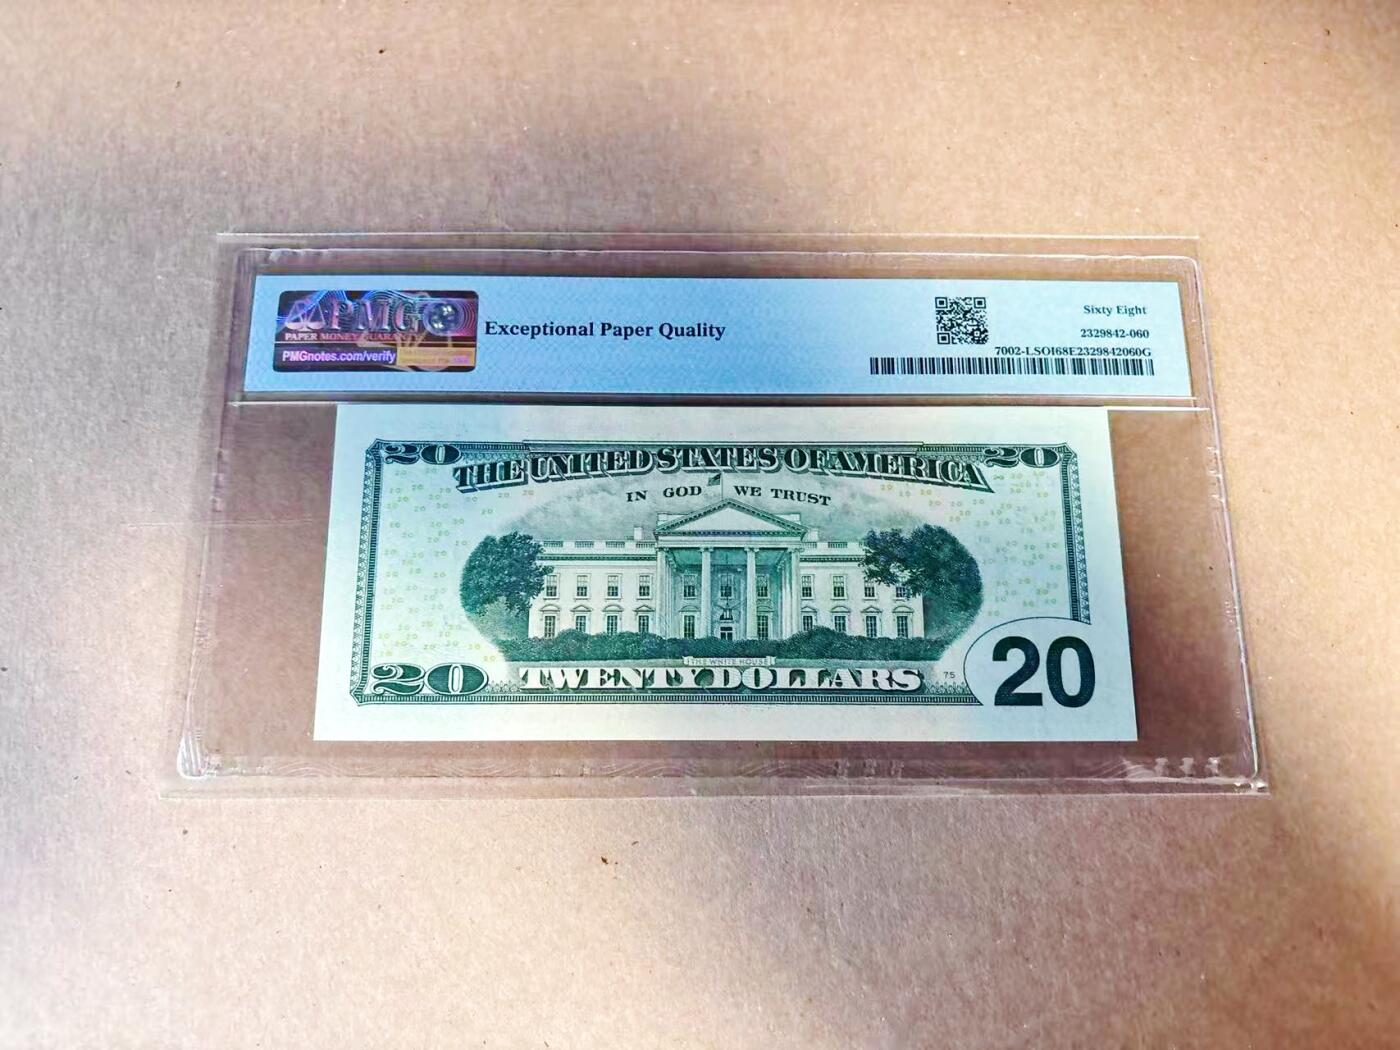 PMG
PAPER MONEY GUARANTY
PMGnotes.com/verify
Exceptional Paper Quality
Sixty Eight
2329842-060
7002-LSOI68E2329842060G
20
THE UNITED STATES OF AMERICA
20
IN GOD WE TRUST
THE WHITE HOUSE
20
TWENTY DOLLARS
75
20